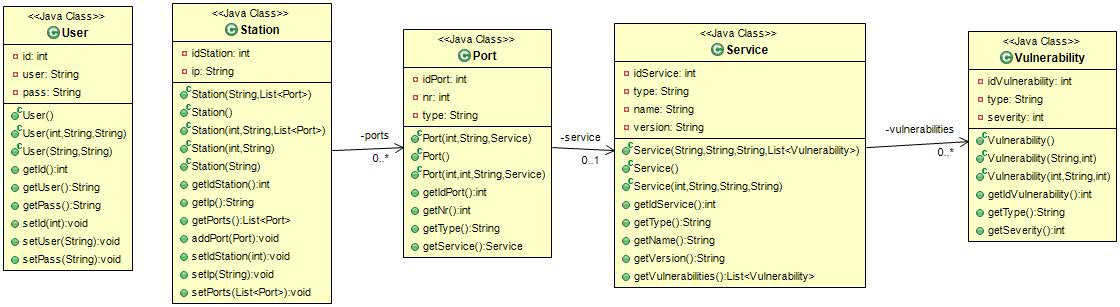 <<Java Class>>
User
id: int
user: String
pass: String
User()
User(int,String,String)
User(String,String)
getId():int
getUser():String
getPass():String
setId(int):void
setUser(String):void
setPass(String):void
<<Java Class>>
Station
idStation: int
ip: String
Station(String,List<Port>)
Station()
Station(int,String,List<Port>)
Station(int,String)
Station(String)
getIdStation():int
getIp():String
getPorts():List<Port>
addPort(Port):void
setIdStation(int):void
setIp(String):void
setPorts(List<Port>):void
-ports
0..*
<<Java Class>>
Port
idPort: int
nr: int
type: String
Port(int,String,Service)
Port()
Port(int,int,String,Service)
getIdPort():int
getNr():int
getType():String
getService():Service
-service
0..1
<<Java Class>>
Service
idService: int
type: String
name: String
version: String
Service(String,String,String,List<Vulnerability>)
Service()
Service(int,String,String,String)
getIdService():int
getType():String
getName():String
getVersion():String
getVulnerabilities():List<Vulnerability>
-vulnerabilities
0..*
<<Java Class>>
Vulnerability
idVulnerability: int
type: String
severity: int
Vulnerability()
Vulnerability(String,int)
Vulnerability(int,String,int)
getIdVulnerability():int
getType():String
getSeverity():int